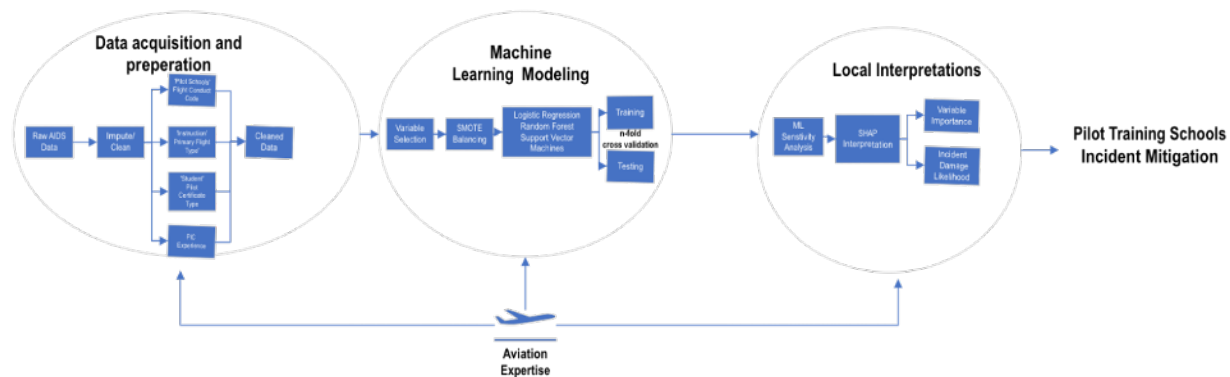 Data acquisition and
preperation
Raw AIDS
Data
Impute/
Clean
'Pilot Schools'
Flight Conduct
Code
'Instruction'
Primary Flight
Type'
'Student'
Pilot
Certificate
Type
PIC
Experience
Cleaned
Data
Machine
Learning Modeling
Variable
Selection
SMOTE
Balancing
Logistic Regression
Random Forest
Support Vector
Machines
Training
n-fold
cross validation
Testing
Local Interpretations
ML
Senstivity
Analysis
SHAP
Interpretation
Variable
Importance
Incident
Damage
Likelihood
Pilot Training Schools
Incident Mitigation
Aviation
Expertise